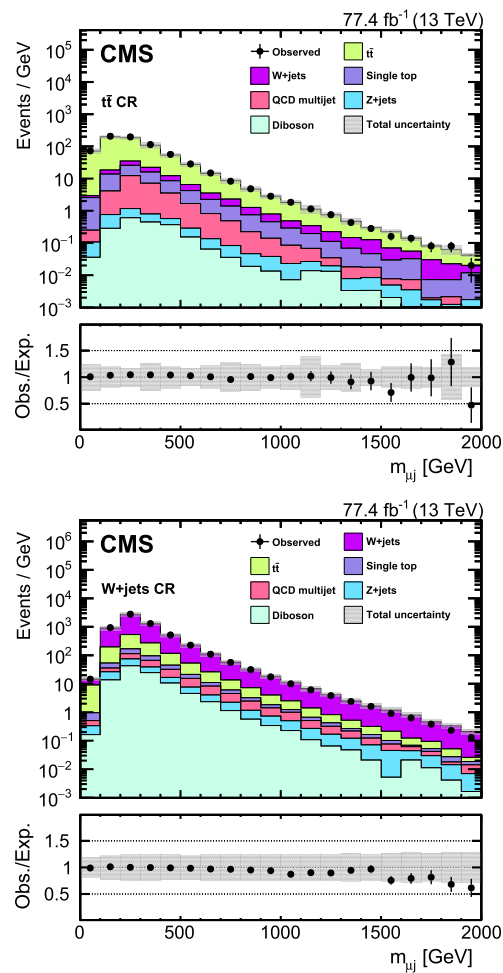 77.4 fb⁻¹ (13 TeV)
CMS
Observed
tt̄
W+jets
Single top
QCD multijet
Z+jets
Diboson
Total uncertainty
tt̄ CR
Events / GeV
10⁵
10⁴
10³
10²
10
1
10⁻¹
10⁻²
10⁻³
Obs./Exp.
1.5
1
0.5
0 500 1000 1500 2000
m_μj [GeV]
77.4 fb⁻¹ (13 TeV)
CMS
Observed
W+jets
tt̄
Single top
QCD multijet
Z+jets
Diboson
Total uncertainty
W+jets CR
Events / GeV
10⁶
10⁵
10⁴
10³
10²
10
1
10⁻¹
10⁻²
10⁻³
Obs./Exp.
1.5
1
0.5
0 500 1000 1500 2000
m_μj [GeV]